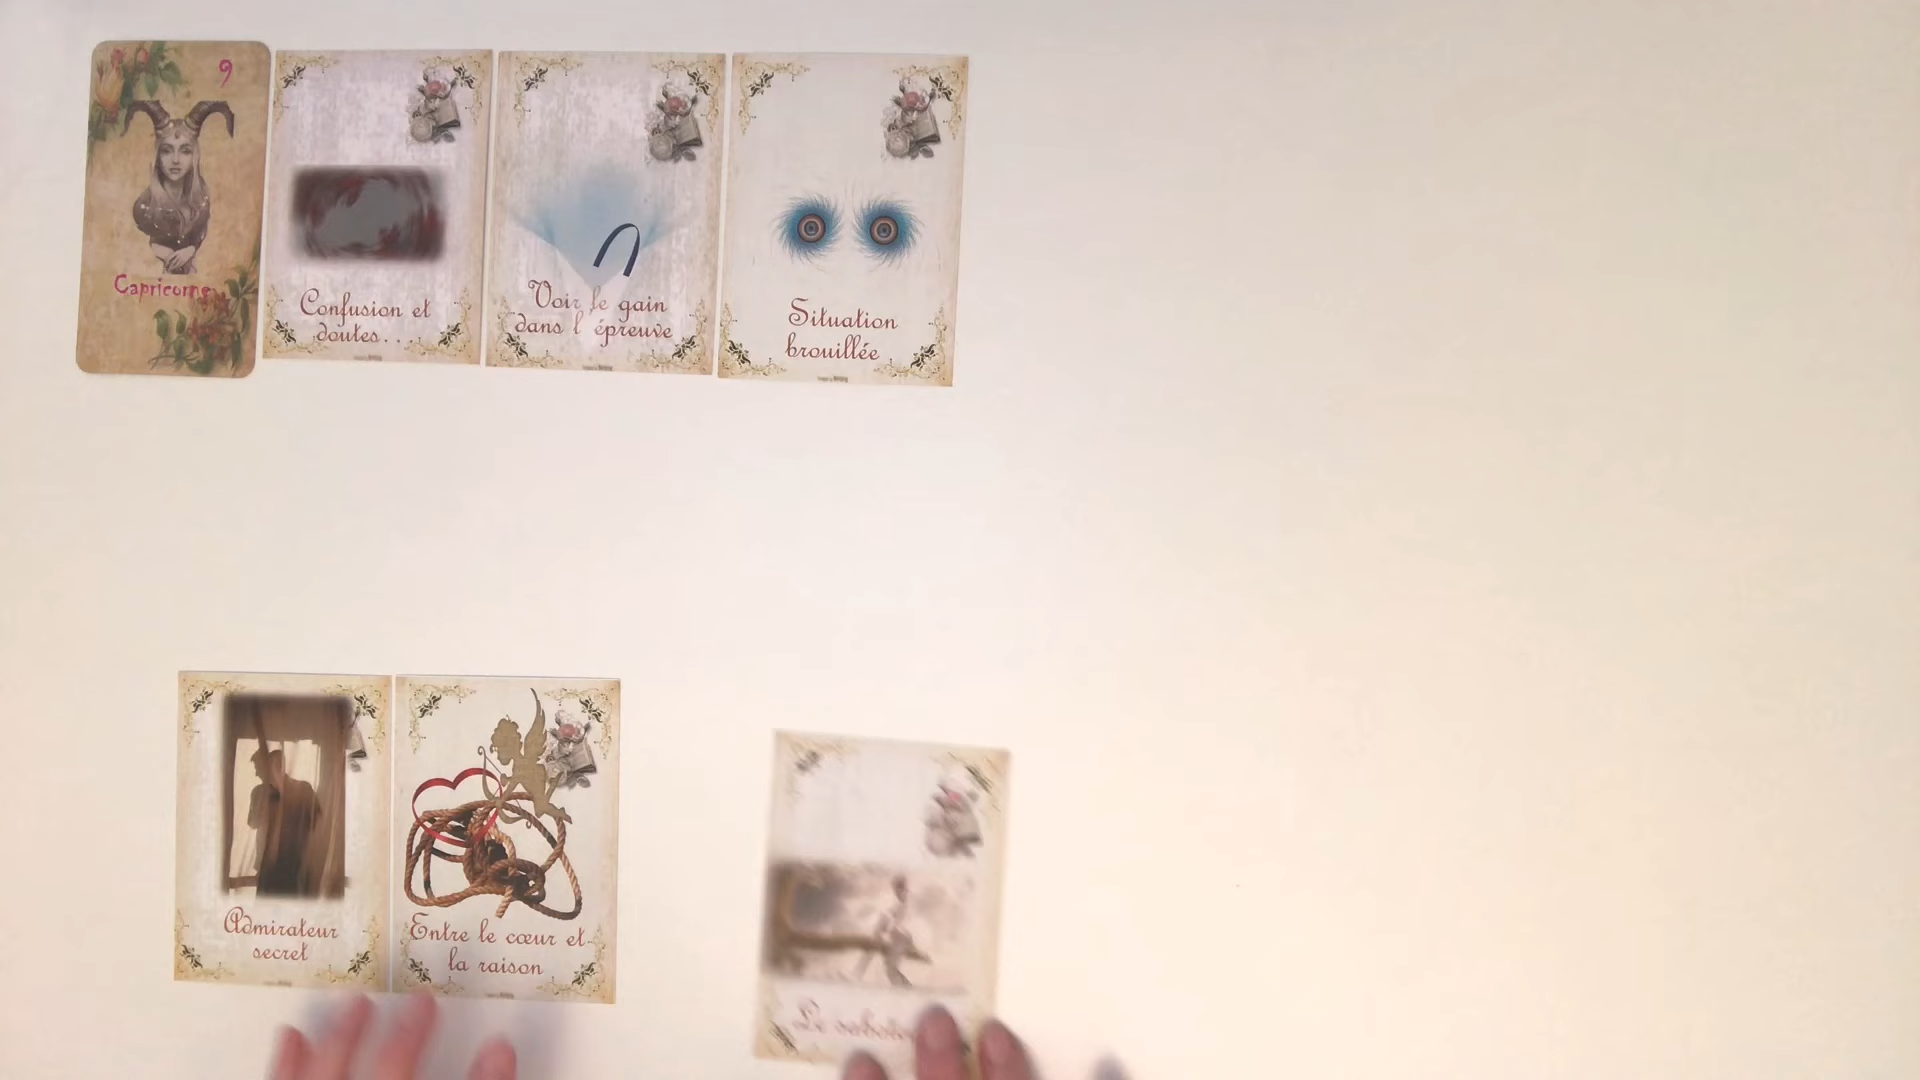 9
Capricorne
Confusion et
doutes...
Voir le gain
dans l'épreuve
Situation
brouillée
Admirateur
secret
Entre le cœur et
la raison
Le